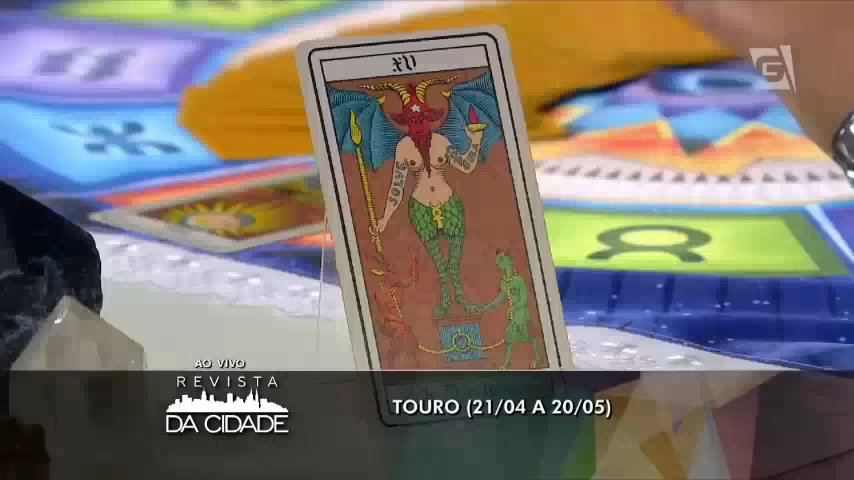 XV
SOLVE
AO VIVO
REVISTA
DA CIDADE
TOURO (21/04 A 20/05)